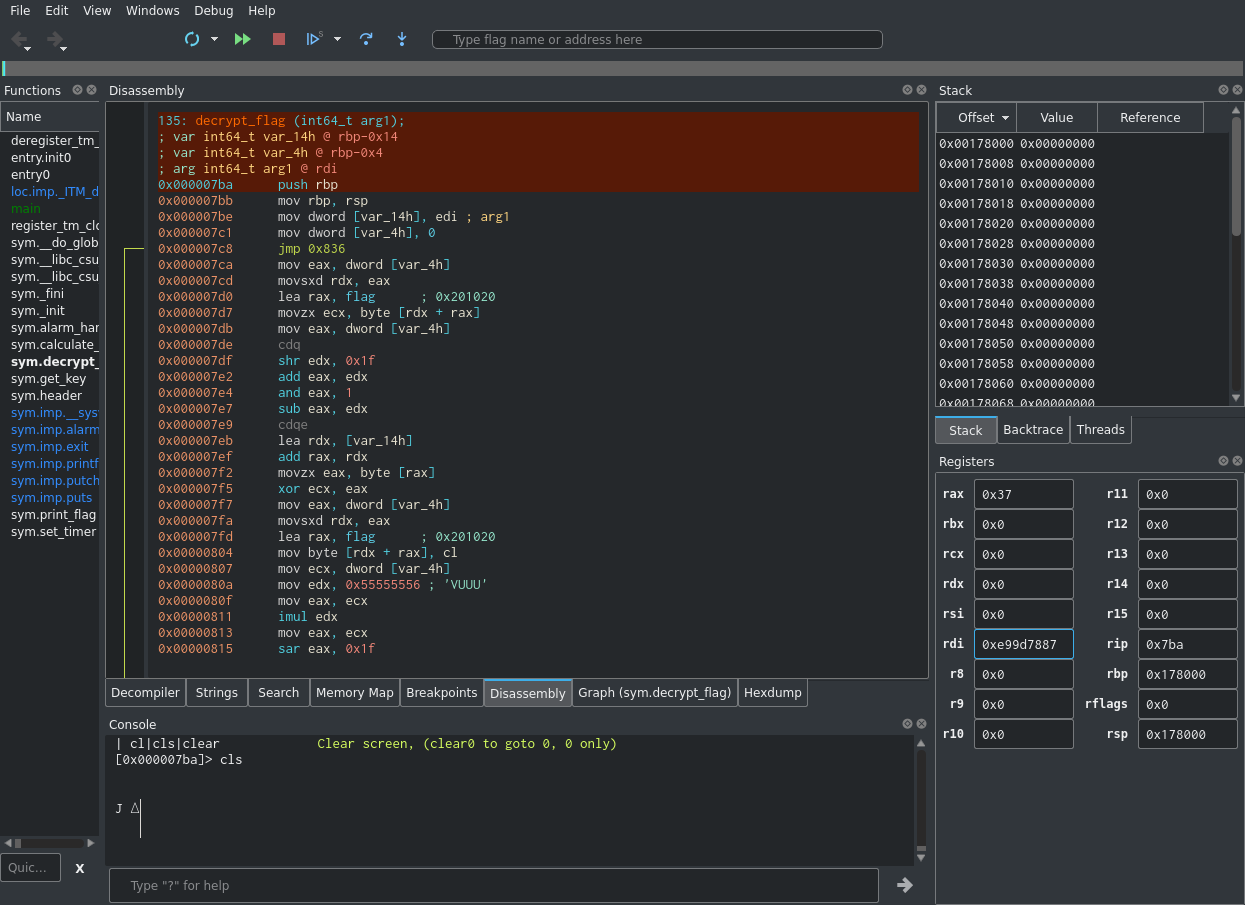 File Edit View Windows Debug Help
Type flag name or address here
Functions
Name
deregister_tm_
entry.init0
entry0
loc.imp._ITM_d
main
register_tm_clo
sym.__do_glob
sym.__libc_csu
sym.__libc_csu
sym._fini
sym._init
sym.alarm_har
sym.calculate_
sym.decrypt_
sym.get_key
sym.header
sym.imp.__sys
sym.imp.alarm
sym.imp.exit
sym.imp.printf
sym.imp.putch
sym.imp.puts
sym.print_flag
sym.set_timer
Quic...
X
Disassembly
135: decrypt_flag (int64_t arg1);
; var int64_t var_14h @ rbp-0x14
; var int64_t var_4h @ rbp-0x4
; arg int64_t arg1 @ rdi
0x000007ba push rbp
0x000007bb mov rbp, rsp
0x000007be mov dword [var_14h], edi ; arg1
0x000007c1 mov dword [var_4h], 0
0x000007c8 jmp 0x836
0x000007ca mov eax, dword [var_4h]
0x000007cd movsxd rdx, eax
0x000007d0 lea rax, flag ; 0x201020
0x000007d7 movzx ecx, byte [rdx + rax]
0x000007db mov eax, dword [var_4h]
0x000007de cdq
0x000007df shr edx, 0x1f
0x000007e2 add eax, edx
0x000007e4 and eax, 1
0x000007e7 sub eax, edx
0x000007e9 cdqe
0x000007eb lea rdx, [var_14h]
0x000007ef add rax, rdx
0x000007f2 movzx eax, byte [rax]
0x000007f5 xor ecx, eax
0x000007f7 mov eax, dword [var_4h]
0x000007fa movsxd rdx, eax
0x000007fd lea rax, flag ; 0x201020
0x00000804 mov byte [rdx + rax], cl
0x00000807 mov ecx, dword [var_4h]
0x0000080a mov edx, 0x55555556 ; 'VUUU'
0x0000080f mov eax, ecx
0x00000811 imul edx
0x00000813 mov eax, ecx
0x00000815 sar eax, 0x1f
Decompiler Strings Search Memory Map Breakpoints Disassembly Graph (sym.decrypt_flag) Hexdump
Console
| cl|cls|clear Clear screen, (clear0 to goto 0, 0 only)
[0x000007ba]> cls
J
Type "?" for help
Stack
Offset Value Reference
0x00178000 0x00000000
0x00178008 0x00000000
0x00178010 0x00000000
0x00178018 0x00000000
0x00178020 0x00000000
0x00178028 0x00000000
0x00178030 0x00000000
0x00178038 0x00000000
0x00178040 0x00000000
0x00178048 0x00000000
0x00178050 0x00000000
0x00178058 0x00000000
0x00178060 0x00000000
0x00178068 0x00000000
Stack Backtrace Threads
Registers
rax 0x37 r11 0x0
rbx 0x0 r12 0x0
rcx 0x0 r13 0x0
rdx 0x0 r14 0x0
rsi 0x0 r15 0x0
rdi 0xe99d7887 rip 0x7ba
r8 0x0 rbp 0x178000
r9 0x0 rflags 0x0
r10 0x0 rsp 0x178000